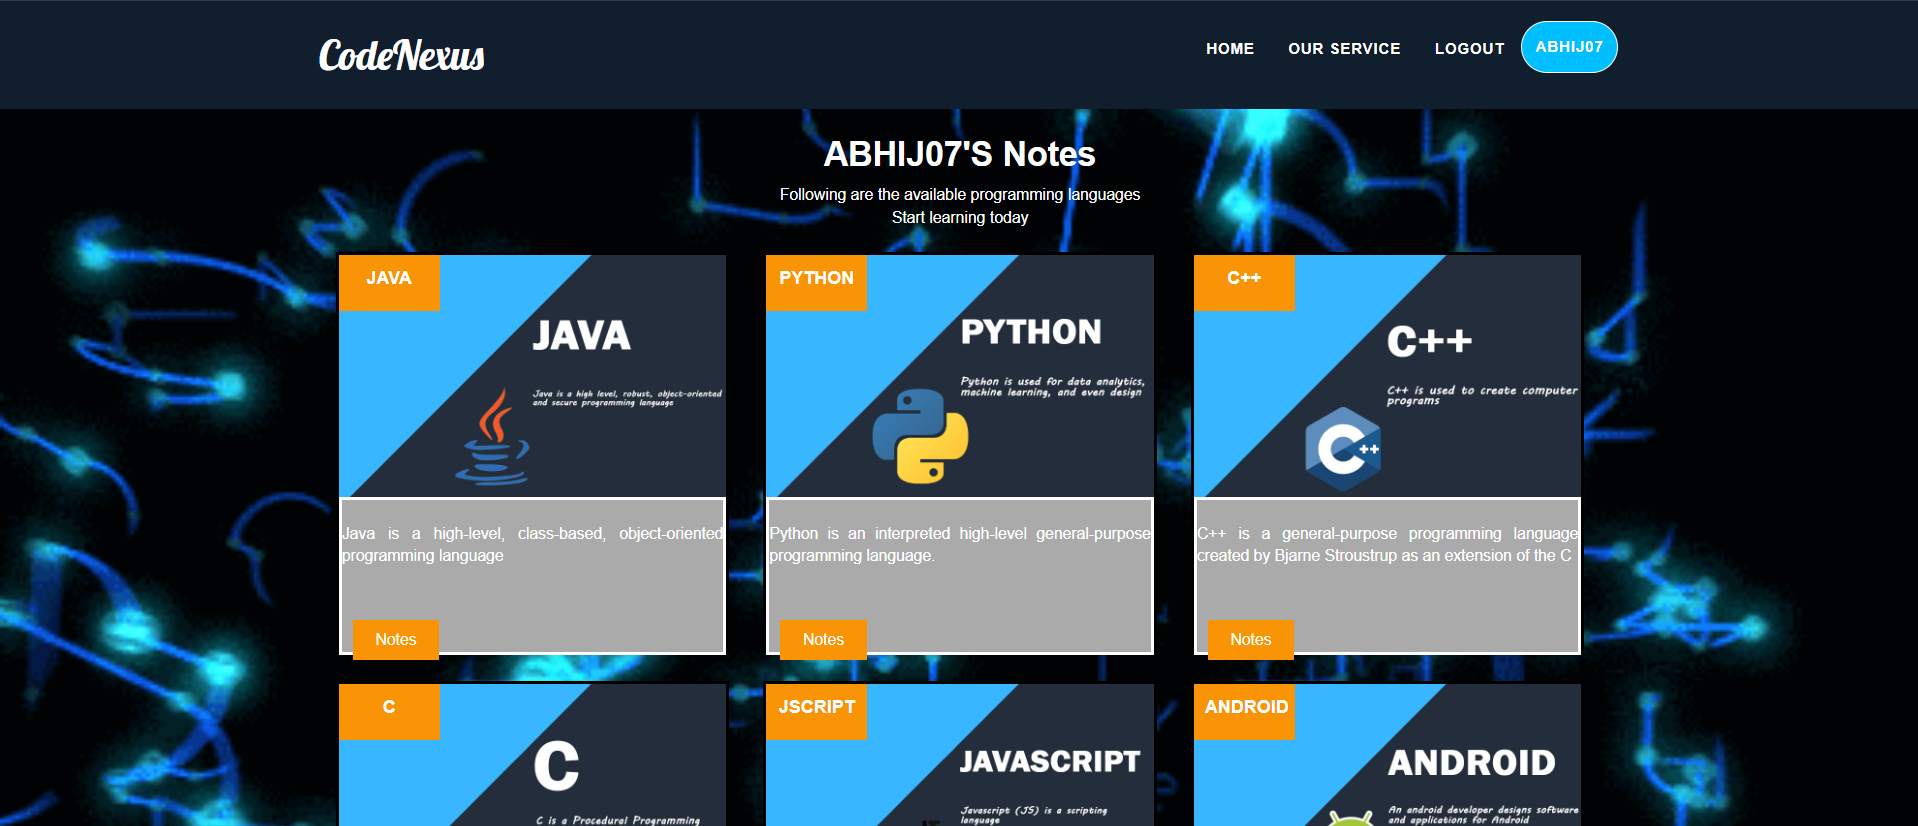 CodeNexus
HOME
OUR SERVICE
LOGOUT
ABHIJ07
ABHIJ07'S Notes
Following are the available programming languages
Start learning today
JAVA
JAVA
Java is a high level, robust, object-oriented
and secure programming language
Java is a high-level, class-based, object-oriented
programming language
Notes
PYTHON
PYTHON
Python is used for data analytics,
machine learning, and even design
Python is an interpreted high-level general-purpose
programming language.
Notes
C++
C++
C++ is used to create computer
programs
C++
C++ is a general-purpose programming language
created by Bjarne Stroustrup as an extension of the C
Notes
C
C
C is a Procedural Programming
JSCRIPT
JAVASCRIPT
Javascript (JS) is a scripting
language
ANDROID
ANDROID
An android developer designs software
and applications for Android